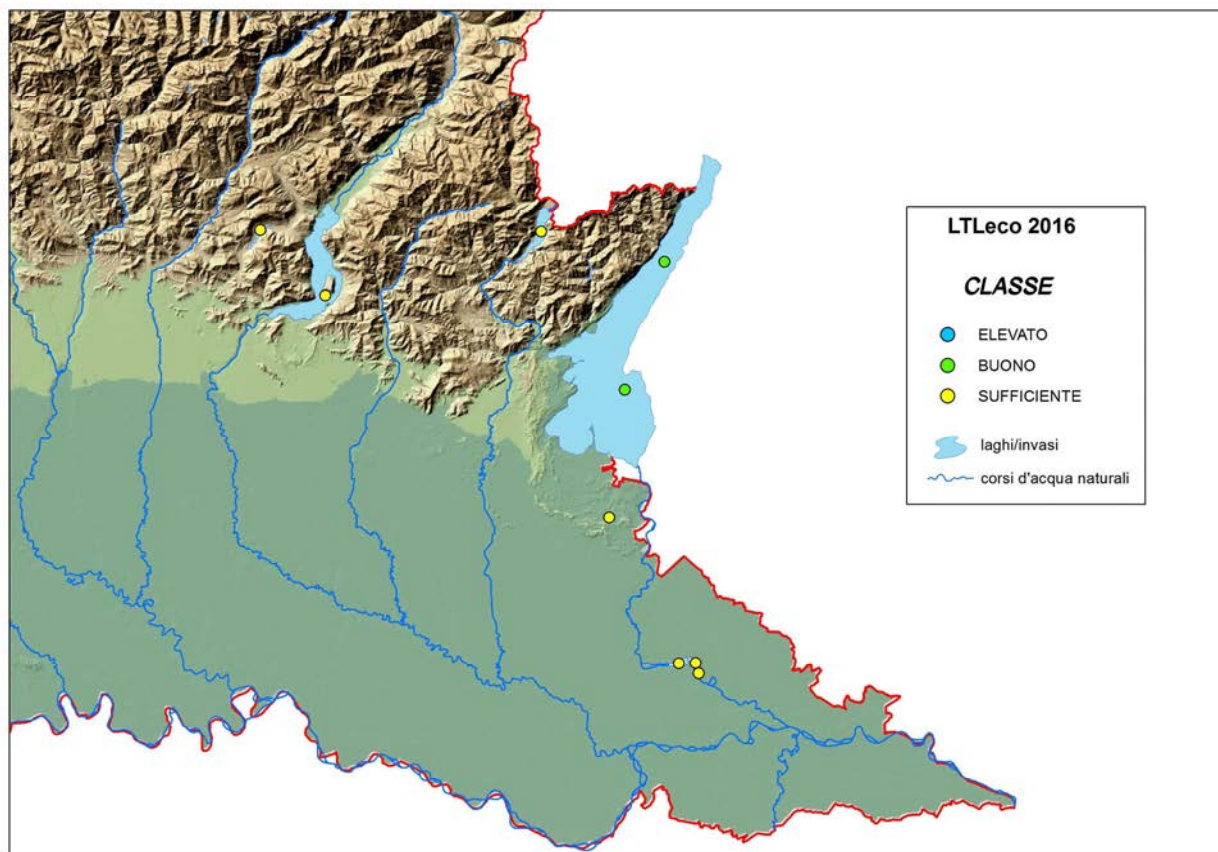 LTLeco 2016
CLASSE
ELEVATO
BUONO
SUFFICIENTE
laghi/invasi
corsi d'acqua naturali